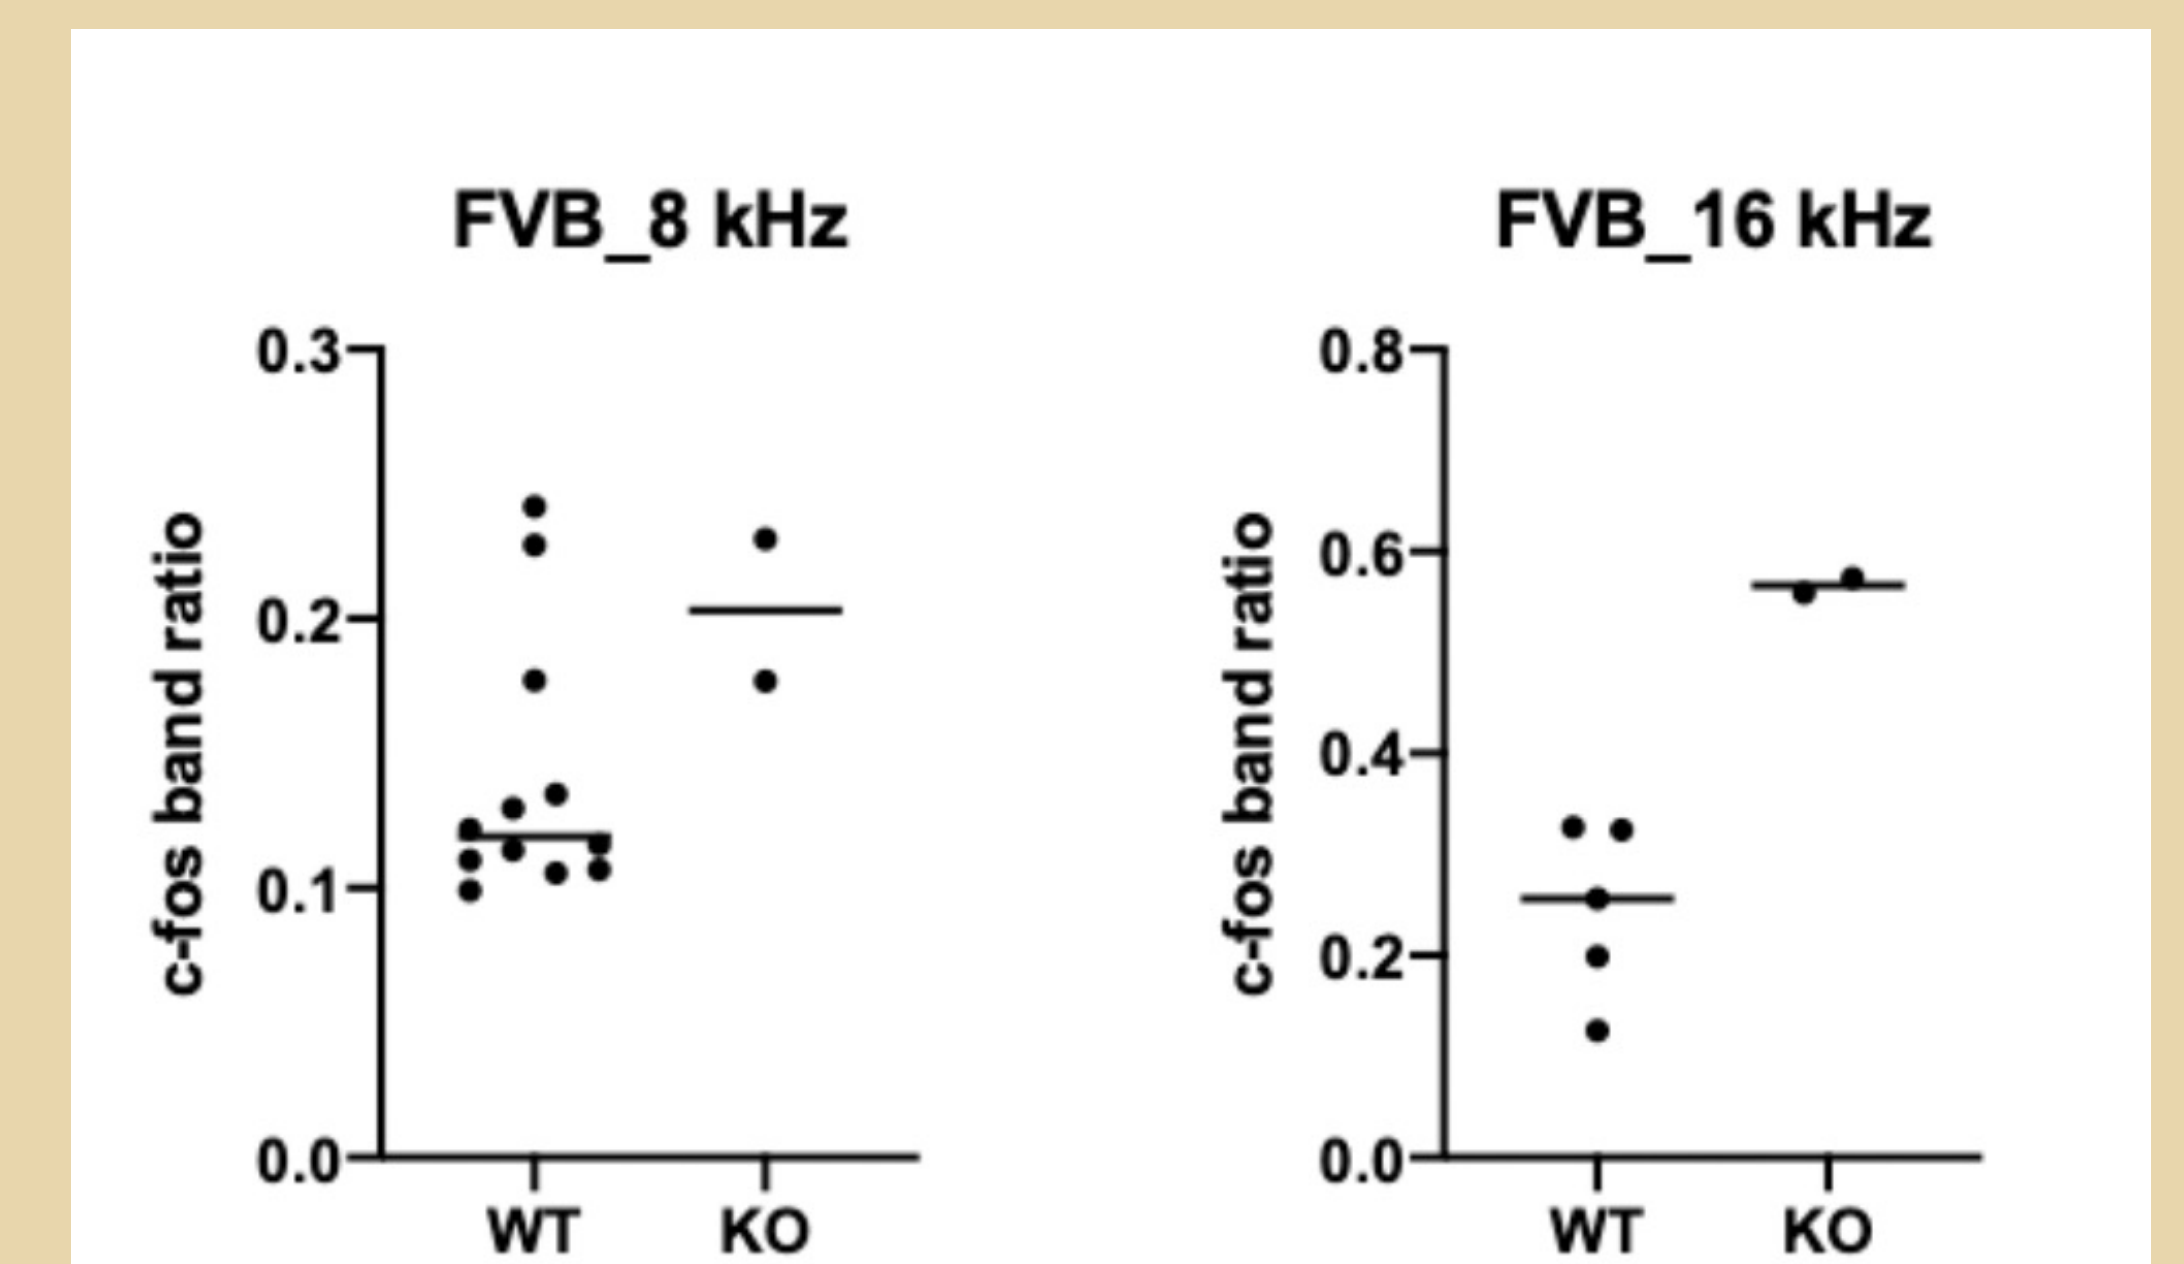 FVB_8 kHz
c-fos band ratio
0.3
0.2
0.1
0.0
WT
KO
FVB_16 kHz
c-fos band ratio
0.8
0.6
0.4
0.2
0.0
WT
KO